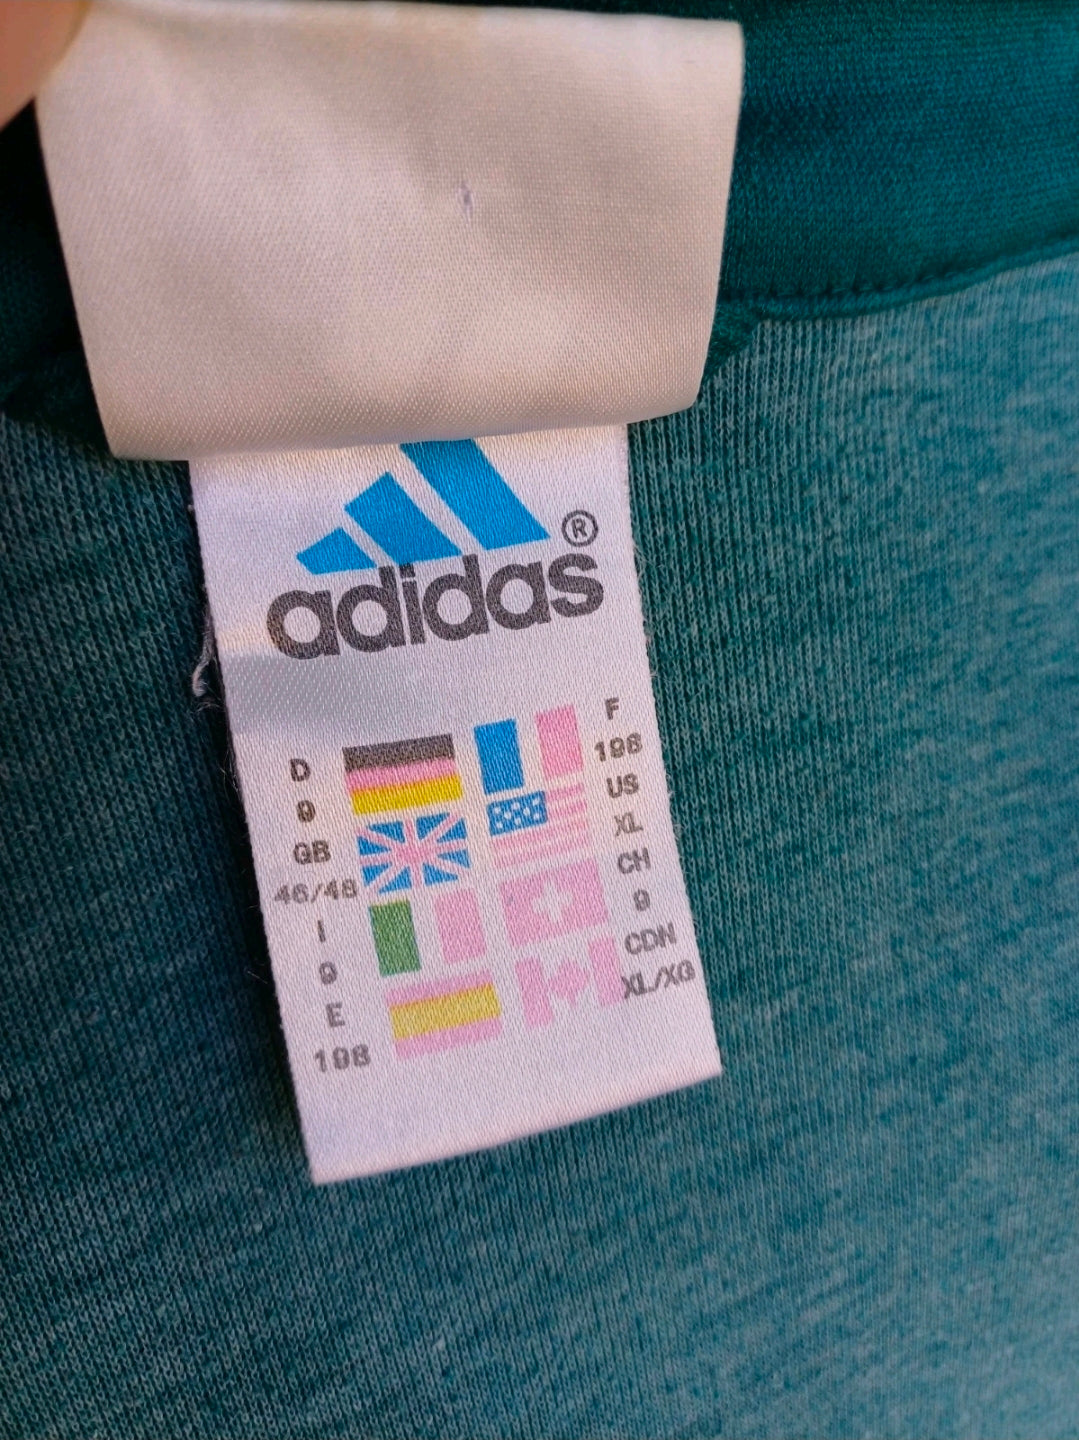 adidas®
D
9
GB
46/48
I
9
E
198
F
198
US
XL
CH
9
CDN
XL/XG